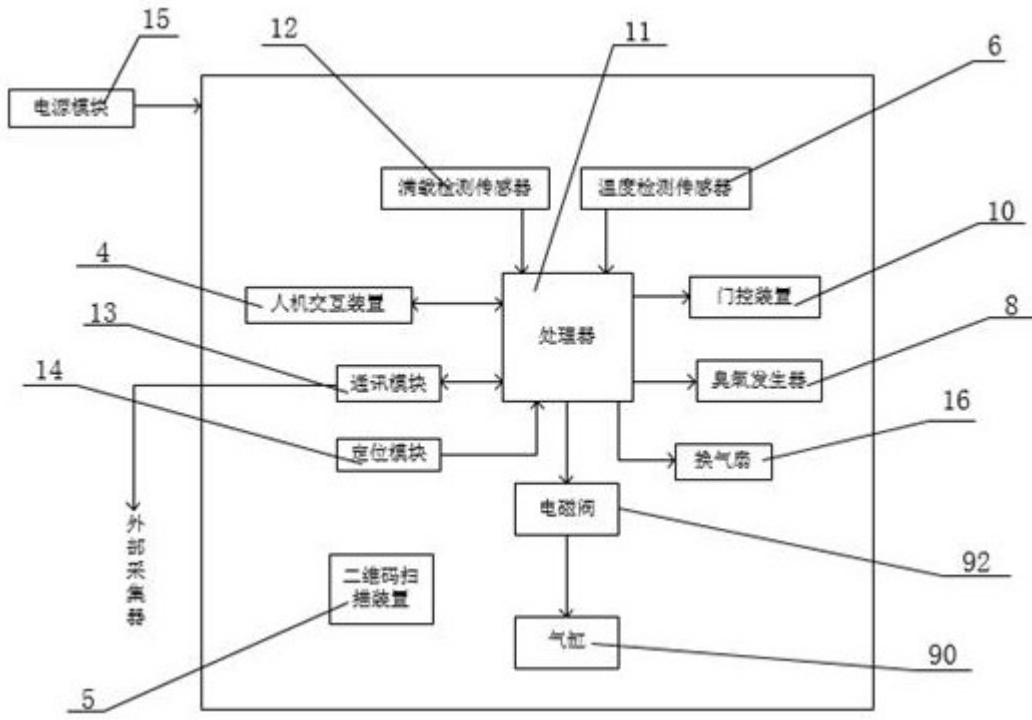 15
12
11
6
电源模块
满载检测传感器
温度检测传感器
10
4
人机交互装置
门控装置
13
处理器
8
14
通讯模块
臭氧发生器
16
定位模块
换气扇
电磁阀
外部采集器
92
二维码扫
描装置
气缸
90
5